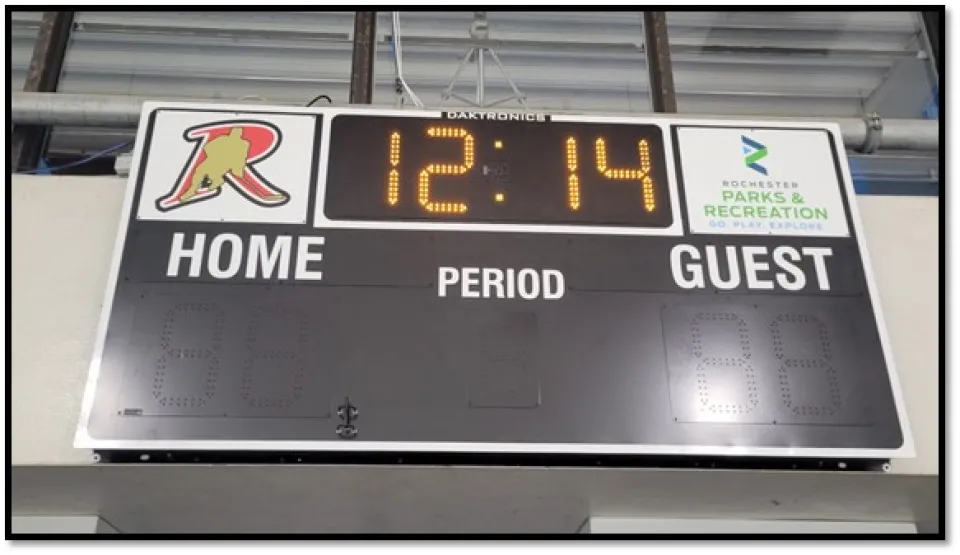 DAKTRONICS
R
12:14
ROCHESTER
PARKS &
RECREATION
GO. PLAY. EXPLORE
HOME
PERIOD
GUEST